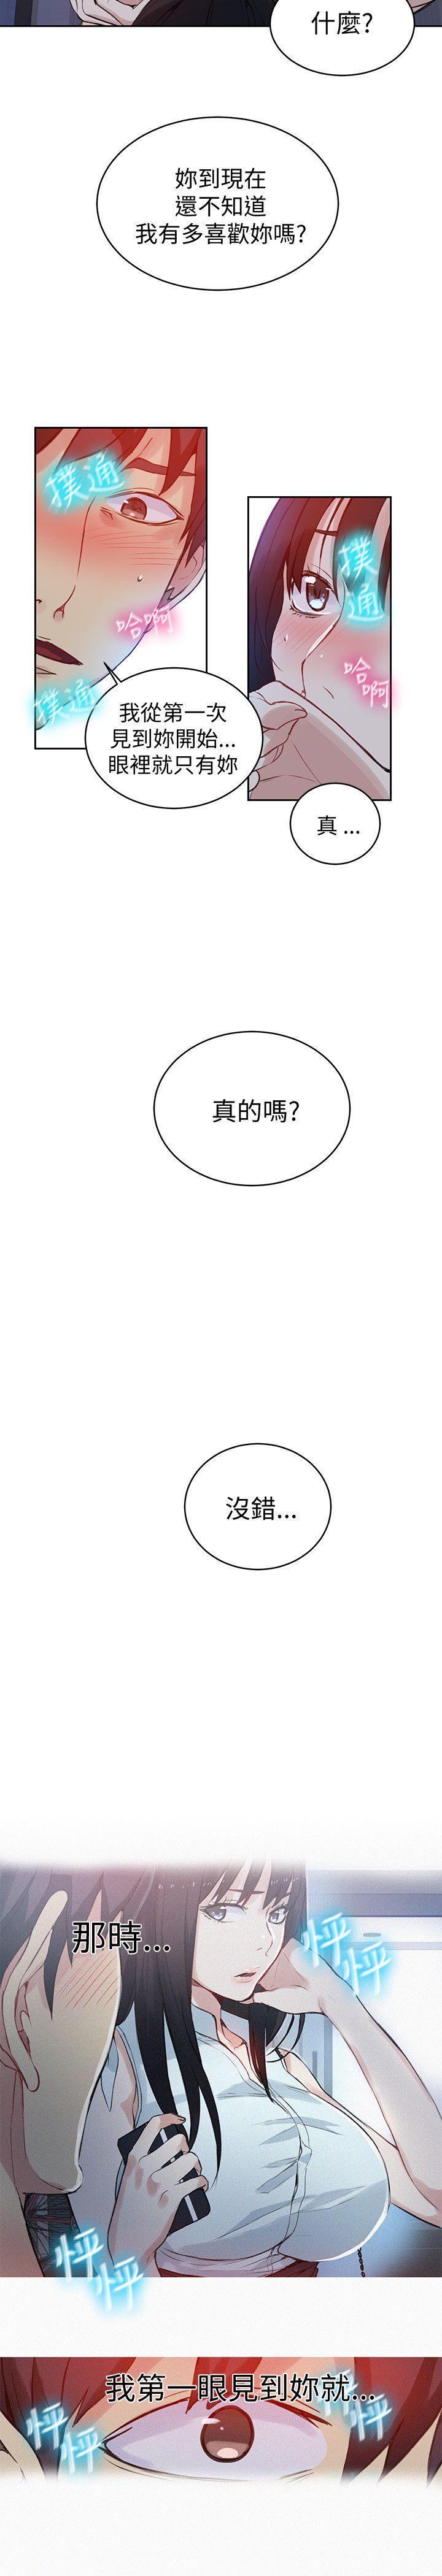 什麼?
妳到現在
還不知道
我有多喜歡妳嗎?
撲通
哈啊
撲通
撲通
哈啊
我從第一次
見到妳開始...
眼裡就只有妳
真...
真的嗎?
沒錯...
那時...
怦怦
怦怦
我第一眼見到妳就...
怦怦
怦怦